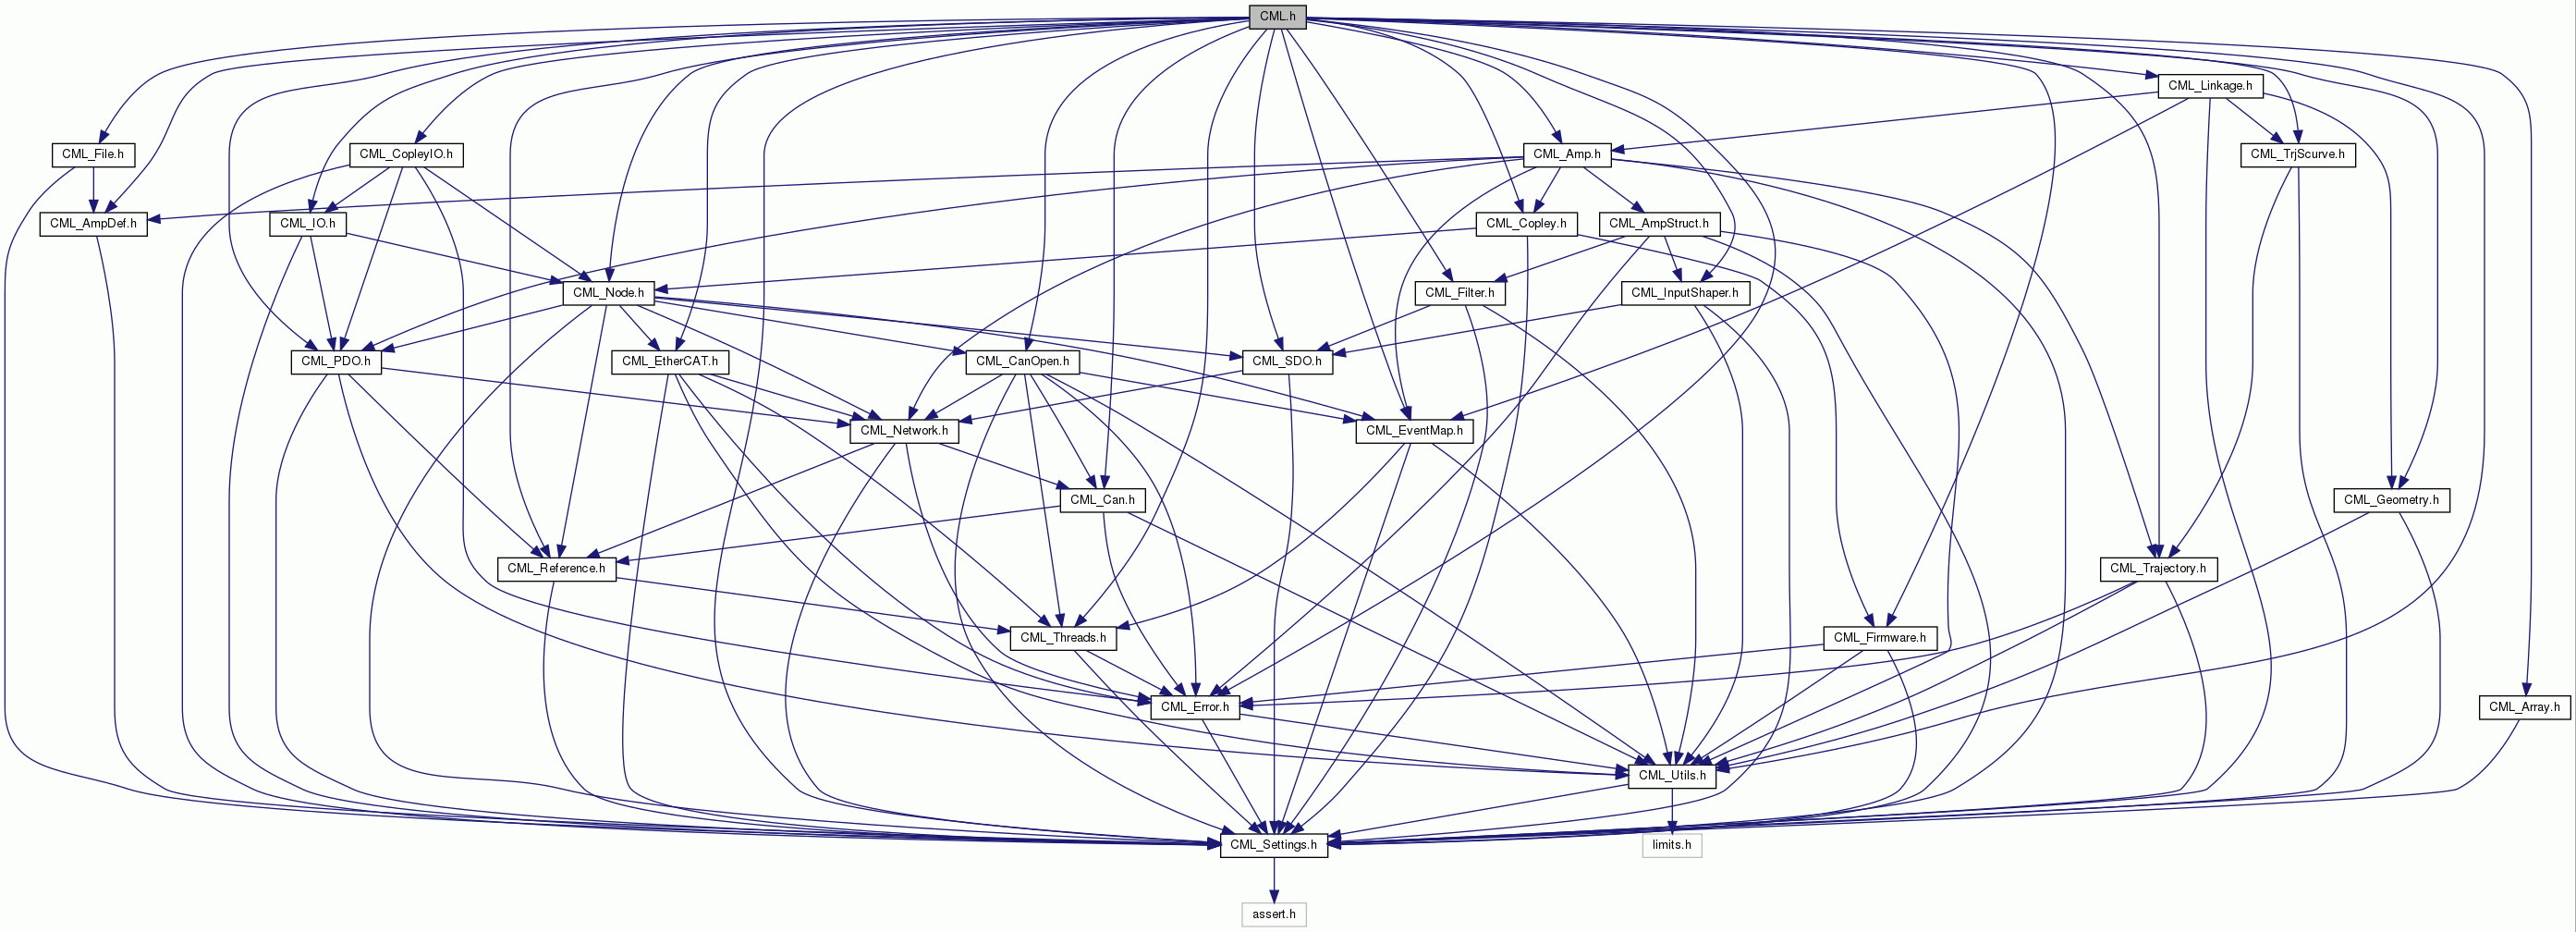 CML.h
CML_Linkage.h
CML_File.h
CML_CopleyIO.h
CML_Amp.h
CML_TrjScurve.h
CML_AmpDef.h
CML_IO.h
CML_Copley.h
CML_AmpStruct.h
CML_Node.h
CML_Filter.h
CML_InputShaper.h
CML_PDO.h
CML_EtherCAT.h
CML_CanOpen.h
CML_SDO.h
CML_Network.h
CML_EventMap.h
CML_Can.h
CML_Geometry.h
CML_Reference.h
CML_Trajectory.h
CML_Threads.h
CML_Firmware.h
CML_Error.h
CML_Array.h
CML_Utils.h
CML_Settings.h
limits.h
assert.h